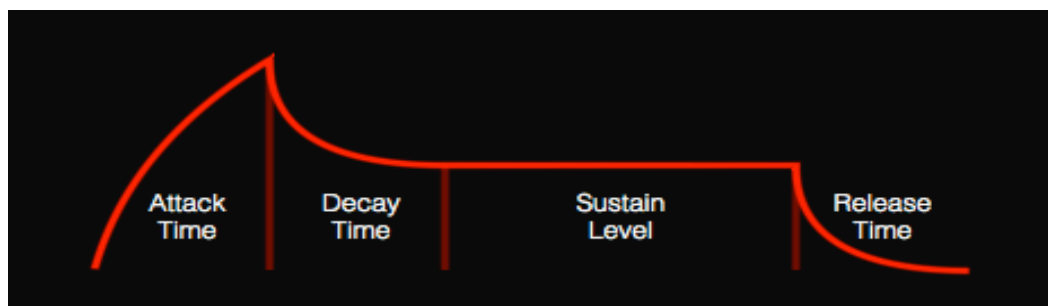 Attack
Time
Decay
Time
Sustain
Level
Release
Time